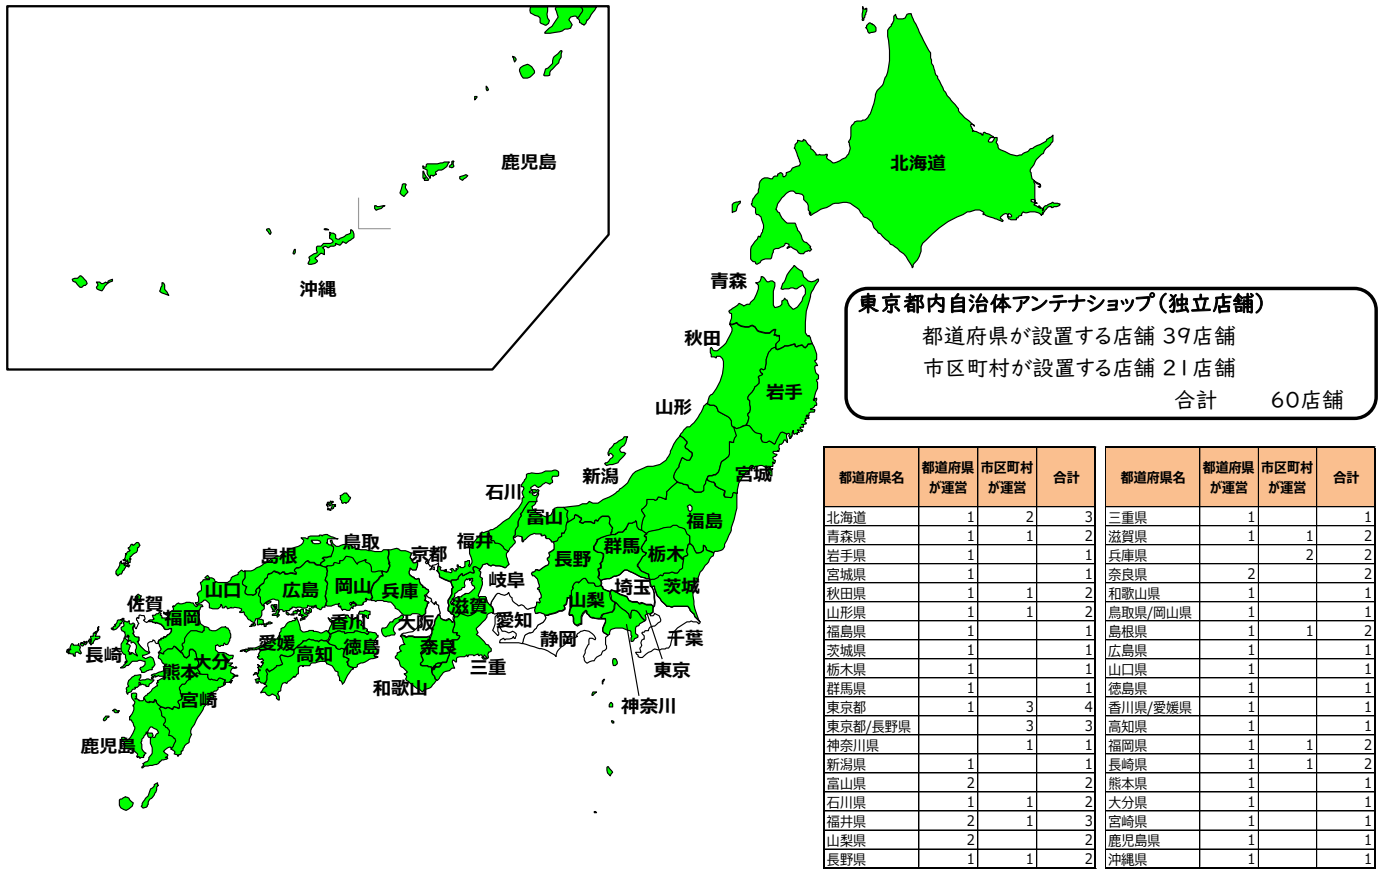 鹿児島
沖縄
北海道
青森
秋田
岩手
山形
宮城
新潟
福島
石川
富山
福井
群馬
栃木
長野
茨城
埼玉
山梨
岐阜
愛知
静岡
千葉
東京
神奈川
京都
滋賀
鳥取
島根
岡山
兵庫
広島
山口
大阪
奈良
三重
和歌山
香川
徳島
愛媛
高知
佐賀
福岡
長崎
大分
熊本
宮崎
鹿児島
東京都内自治体アンテナショップ(独立店舗)
都道府県が設置する店舗 39店舗
市区町村が設置する店舗 21店舗
合計 60店舗
都道府県名 都道府県が運営 市区町村が運営 合計
北海道 1 2 3
青森県 1 1 2
岩手県 1 1
宮城県 1 1
秋田県 1 1 2
山形県 1 1 2
福島県 1 1
茨城県 1 1
栃木県 1 1
群馬県 1 1
東京都 1 3 4
東京都/長野県 3 3
神奈川県 1 1
新潟県 1 1
富山県 2 2
石川県 1 1 2
福井県 2 1 3
山梨県 2 2
長野県 1 1 2
都道府県名 都道府県が運営 市区町村が運営 合計
三重県 1 1
滋賀県 1 1 2
兵庫県 2 2
奈良県 2 2
和歌山県 1 1
鳥取県/岡山県 1 1
島根県 1 1 2
広島県 1 1
山口県 1 1
徳島県 1 1
香川県/愛媛県 1 1
高知県 1 1
福岡県 1 1 2
長崎県 1 1 2
熊本県 1 1
大分県 1 1
宮崎県 1 1
鹿児島県 1 1
沖縄県 1 1